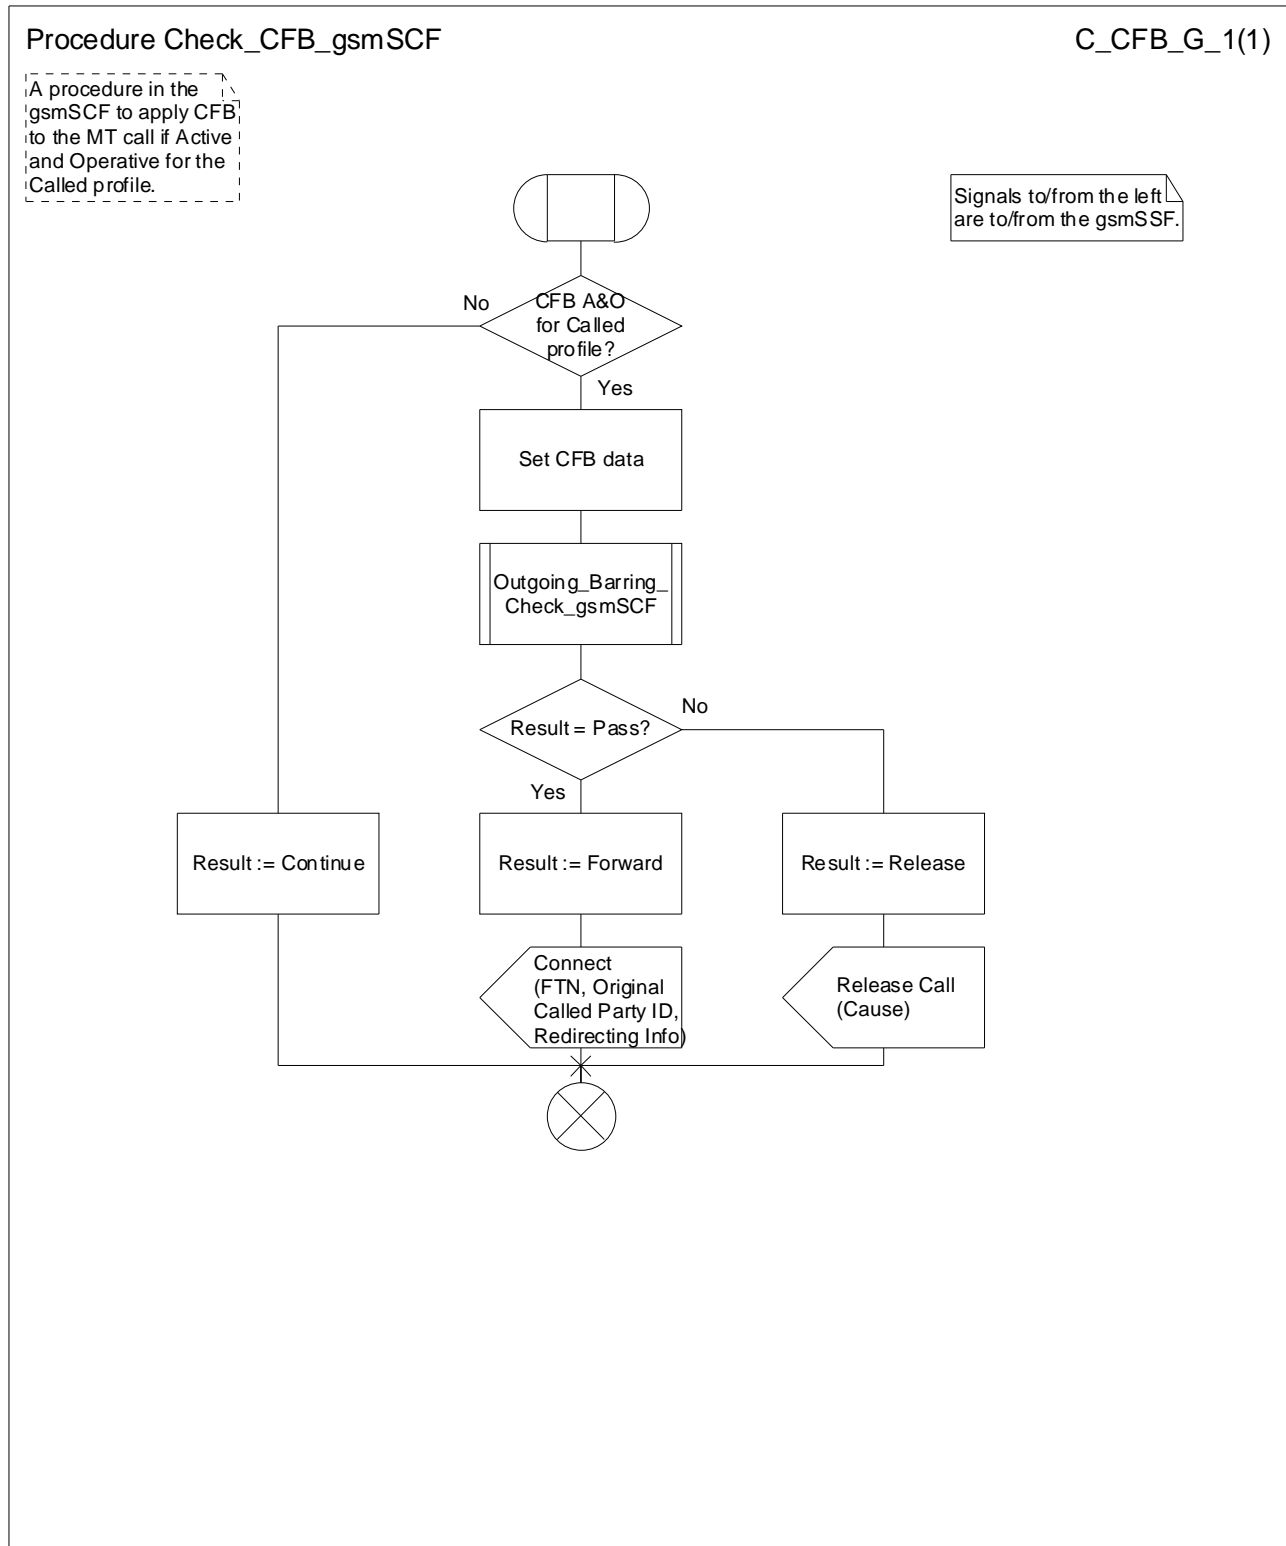 Procedure Check_CFB_gsmSCF
C_CFB_G_1(1)
A procedure in the
gsmSCF to apply CFB
to the MT call if Active
and Operative for the
Called profile.
Signals to/from the left
are to/from the gsmSSF.
No
CFB A&O
for Called
profile?
Yes
Set CFB data
Outgoing_Barring_
Check_gsmSCF
No
Result = Pass?
Yes
Result := Continue
Result := Forward
Result := Release
Connect
(FTN, Original
Called Party ID,
Redirecting Info)
Release Call
(Cause)